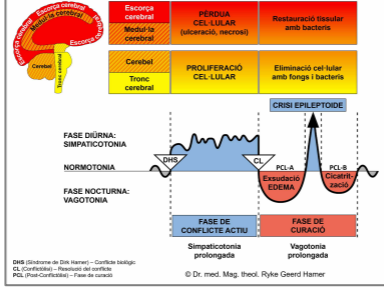 Escorça cerebral
Medul·la cerebral
Escorça cerebral
Escorça cerebral
Cerebel
Tronc cerebral
Escorça
cerebral
Medul·la
cerebral
PÈRDUA
CEL·LULAR
(ulceració, necrosi)
Restauració tissular
amb bacteris
Cerebel
Tronc
cerebral
PROLIFERACIÓ
CEL·LULAR
Eliminació cel·lular
amb fongs i bacteris
CRISI EPILEPTOIDE
FASE DIÜRNA:
SIMPATICOTONIA
DHS
CL
PCL-A
PCL-B
NORMOTONIA
Exsudació
EDEMA
Cicatrit-
zació
FASE NOCTURNA:
VAGOTONIA
FASE DE
CONFLICTE ACTIU
FASE DE
CURACIÓ
Simpaticotonia
prolongada
Vagotonia
prolongada
DHS (Síndrome de Dirk Hamer) – Conflicte biològic
CL (Conflictòlisi) – Resolució del conflicte
PCL (Post-Conflictòlisi) – Fase de curació
© Dr. med. Mag. theol. Ryke Geerd Hamer